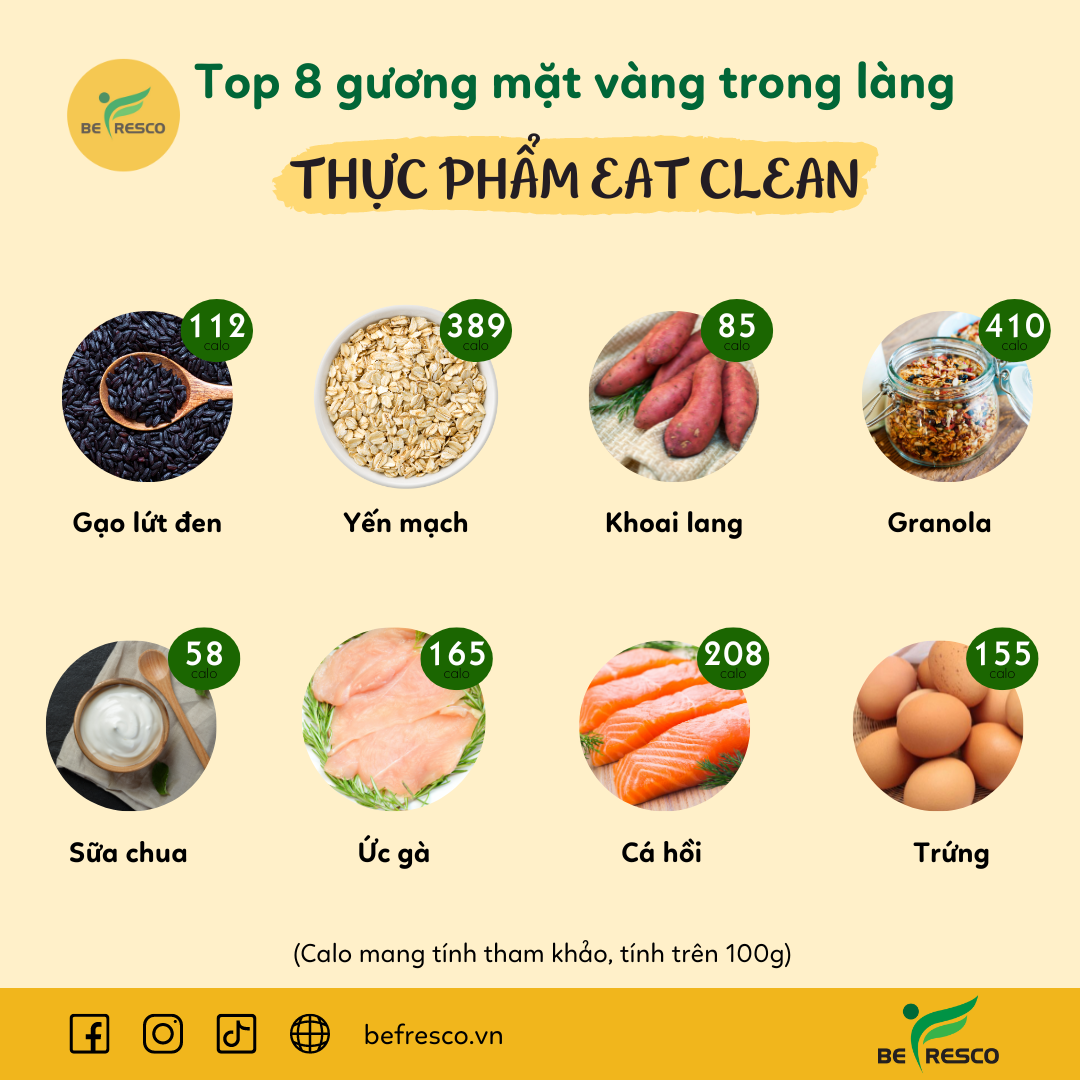 BE FRESCO
Top 8 gương mặt vàng trong làng
THỰC PHẨM EAT CLEAN
112
calo
389
calo
85
calo
410
calo
Gạo lứt đen
Yến mạch
Khoai lang
Granola
58
calo
165
calo
208
calo
155
calo
Sữa chua
Ức gà
Cá hồi
Trứng
(Calo mang tính tham khảo, tính trên 100g)
befresco.vn
BE FRESCO